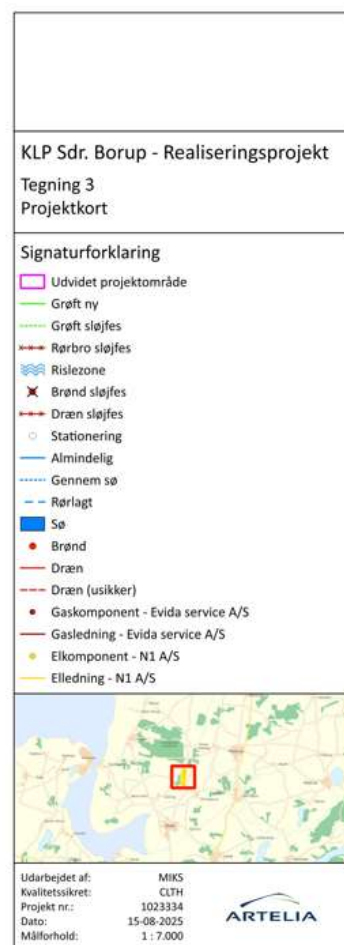 KLP Sdr. Borup - Realiseringsprojekt
Tegning 3
Projektkort
Signaturforklaring
Udvidet projektområde
Grøft ny
Grøft sløjfes
Rørbro sløjfes
Rislezone
Brønd sløjfes
Dræn sløjfes
Stationering
Almindelig
Gennem sø
Rørlagt
Sø
Brønd
Dræn
Dræn (usikker)
Gaskomponent - Evida service A/S
Gasledning - Evida service A/S
Elkomponent - N1 A/S
Elledning - N1 A/S
Udarbejdet af: MIKS
Kvalitetssikret: CLTH
Projekt nr.: 1023334
Dato: 15-08-2025
Målforhold: 1 : 7.000
ARTELIA